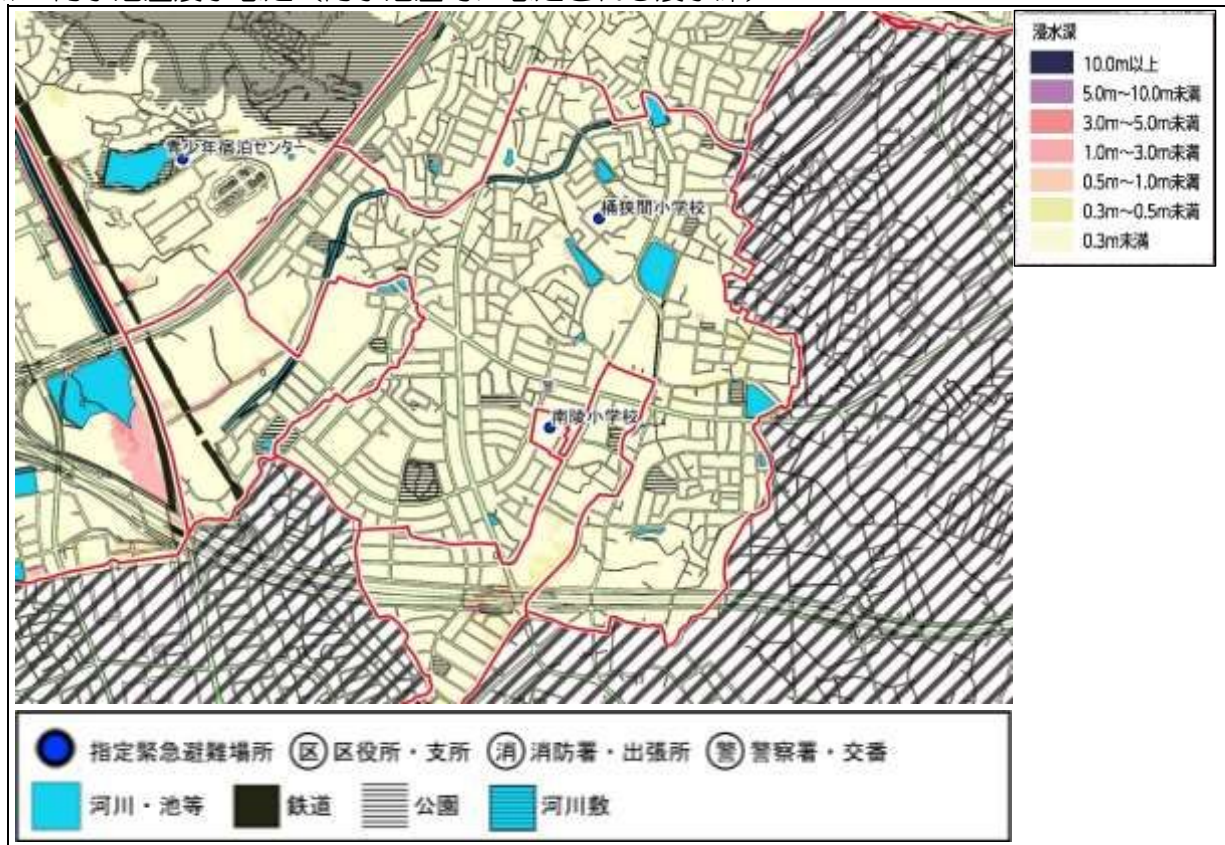 浸水深
10.0m以上
5.0m～10.0m未満
3.0m～5.0m未満
1.0m～3.0m未満
0.5m～1.0m未満
0.3m～0.5m未満
0.3m未満
青少年宿泊センター
桶狭間小学校
南陵小学校
指定緊急避難場所 区 区役所・支所 消 消防署・出張所 警 警察署・交番
河川・池等 鉄道 公園 河川敷